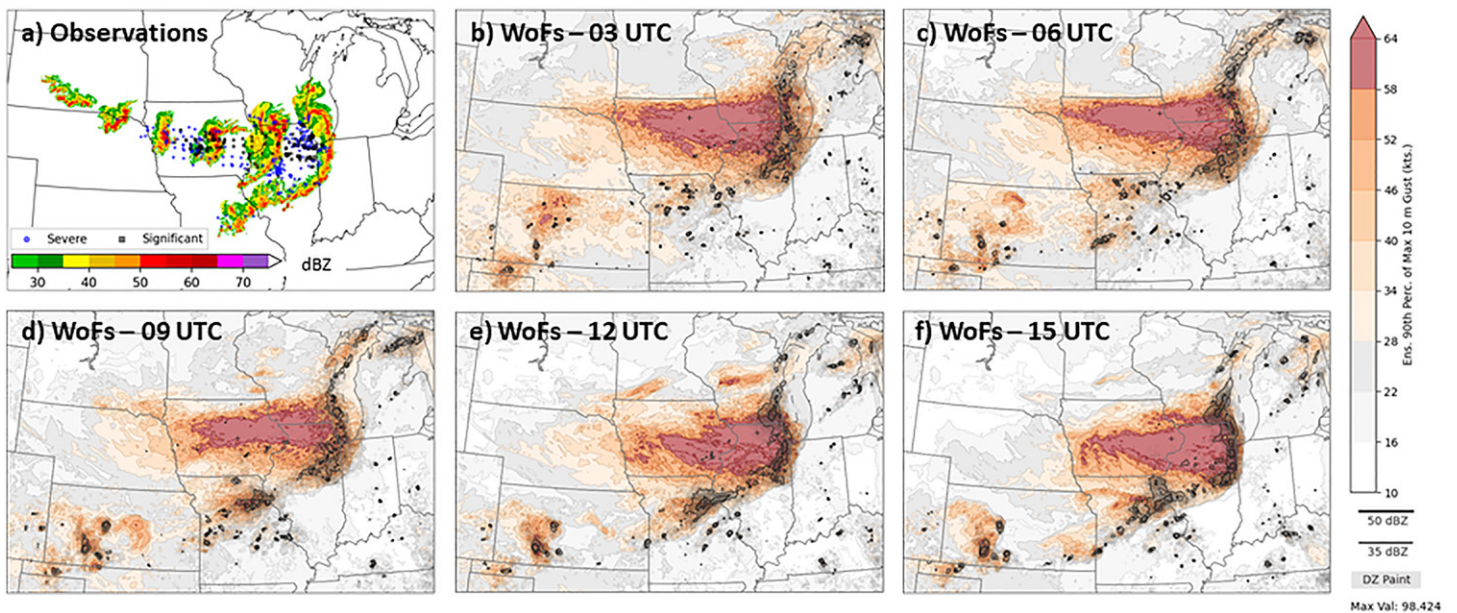 a) Observations
Severe
Significant
dBZ
30 40 50 60 70
b) WoFs – 03 UTC
c) WoFs – 06 UTC
d) WoFs – 09 UTC
e) WoFs – 12 UTC
f) WoFs – 15 UTC
64
58
52
46
40
34
28
22
16
10
Ens. 90th Perc. of Max 10 m Gust (kts.)
50 dBZ
35 dBZ
DZ Paint
Max Val: 98.424